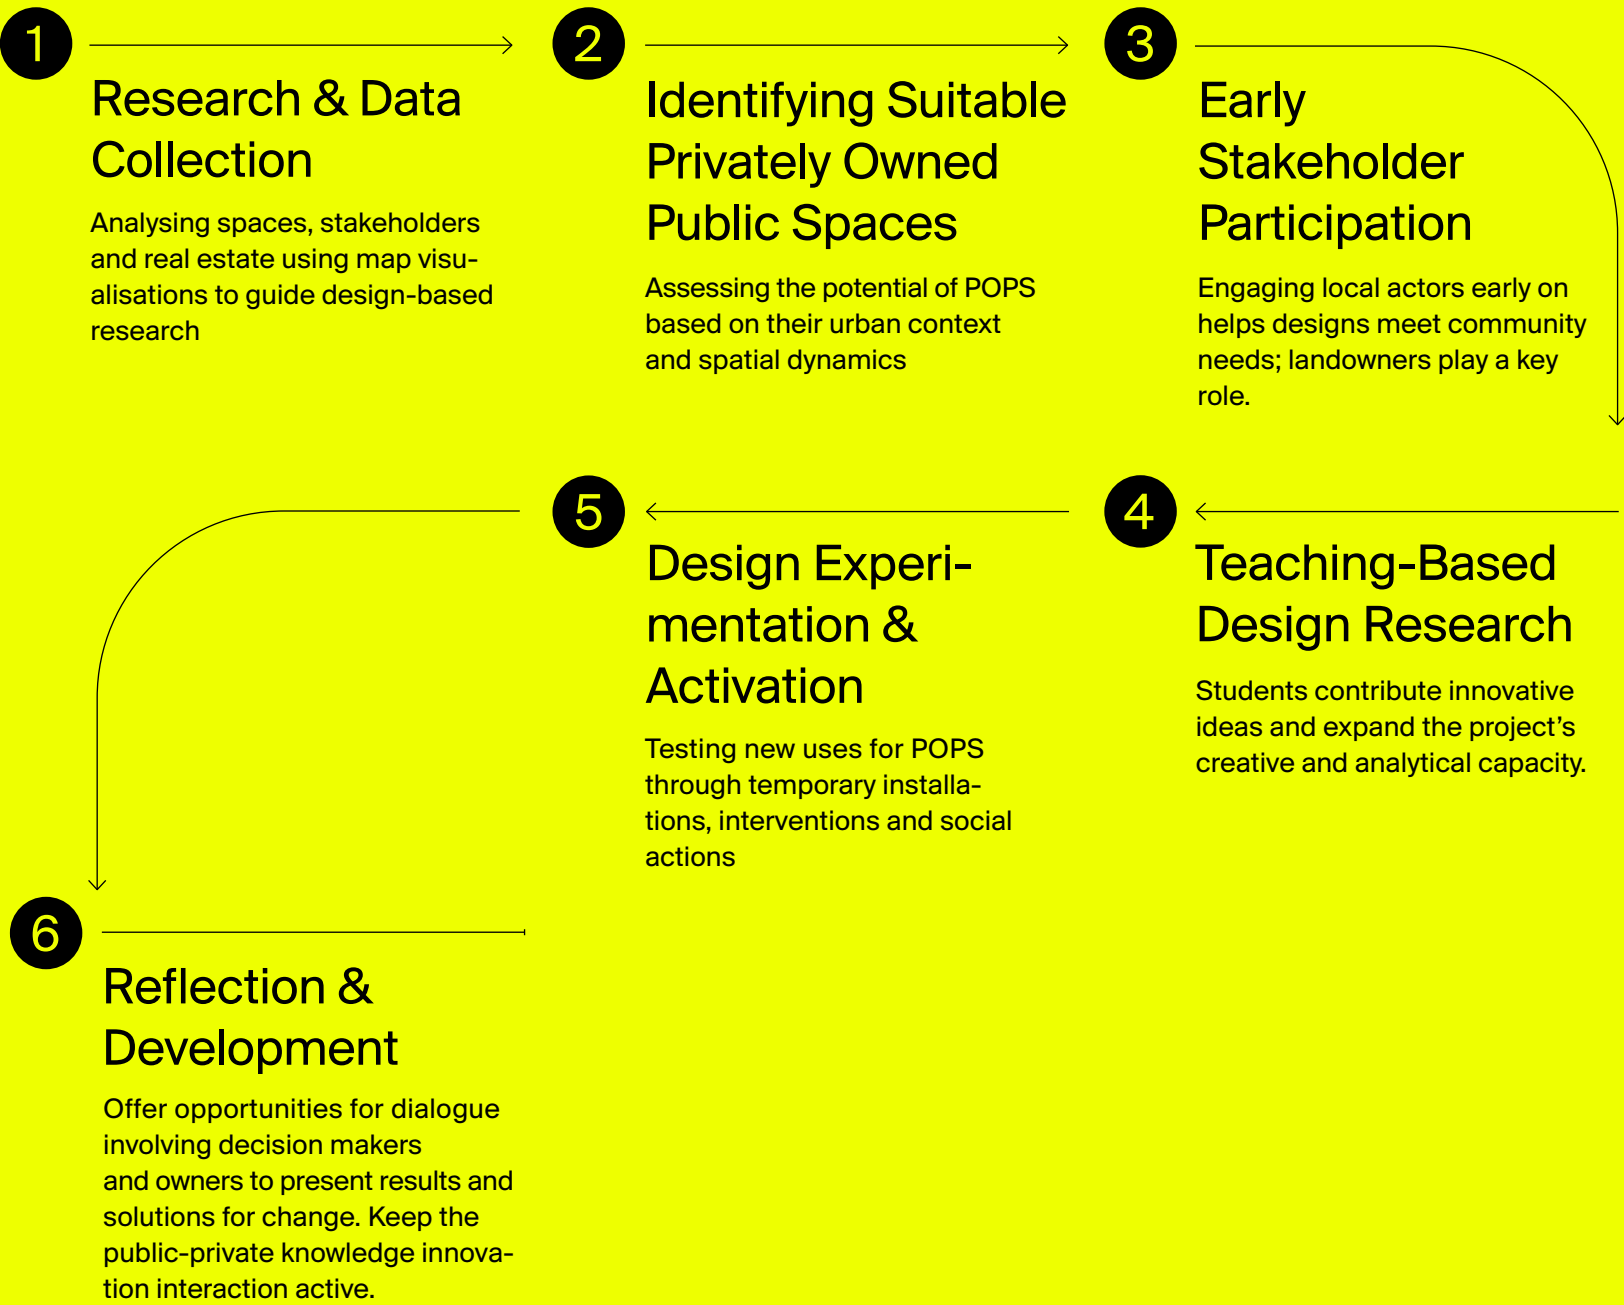 1
Research & Data
Collection
Analysing spaces, stakeholders
and real estate using map visu-
alisations to guide design-based
research
2
Identifying Suitable
Privately Owned
Public Spaces
Assessing the potential of POPS
based on their urban context
and spatial dynamics
3
Early
Stakeholder
Participation
Engaging local actors early on
helps designs meet community
needs; landowners play a key
role.
4
Teaching-Based
Design Research
Students contribute innovative
ideas and expand the project’s
creative and analytical capacity.
5
Design Experi-
mentation &
Activation
Testing new uses for POPS
through temporary installa-
tions, interventions and social
actions
6
Reflection &
Development
Offer opportunities for dialogue
involving decision makers
and owners to present results and
solutions for change. Keep the
public-private knowledge innova-
tion interaction active.